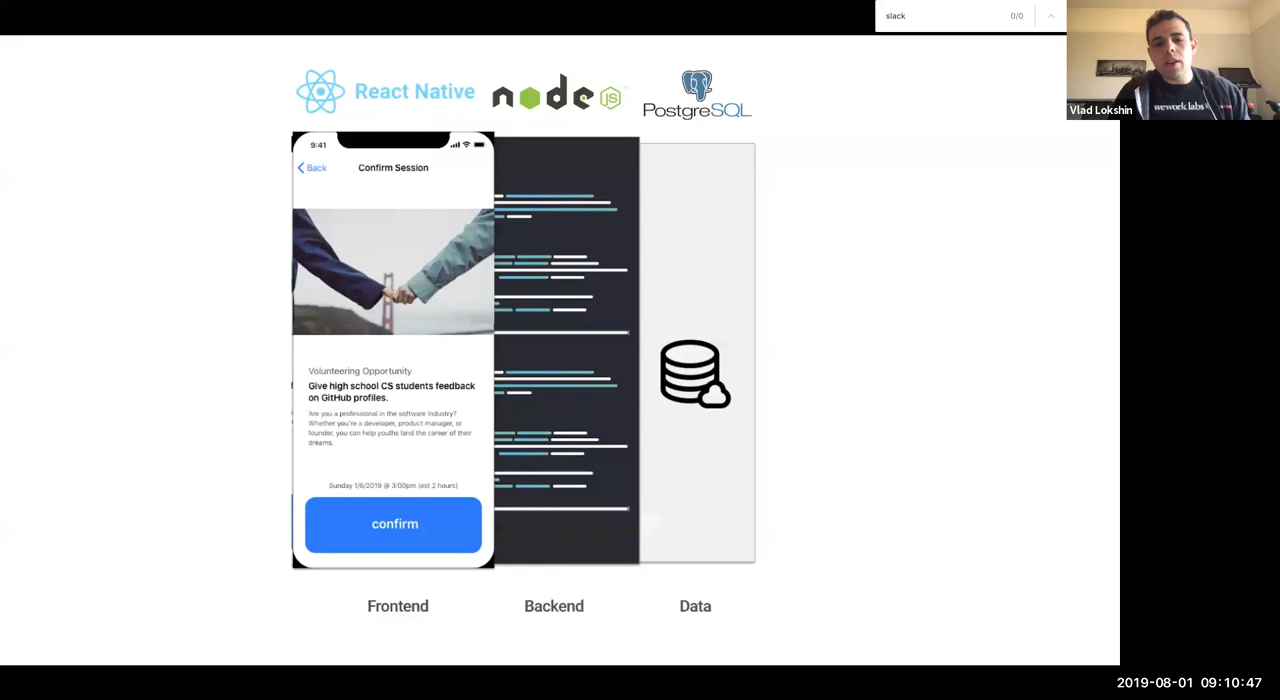 slack
0/0
Vlad Lokshin
wework labs
React Native
node
JS
PostgreSQL
9:41
Back
Confirm Session
Volunteering Opportunity
Give high school CS students feedback
on GitHub profiles.
Are you a professional in the software industry?
Whether you're a developer, product manager, or
founder, you can help youths land the career of their
dreams.
Sunday 1/6/2019 @ 3:00pm (est 2 hours)
confirm
Frontend
Backend
Data
2019-08-01 09:10:47